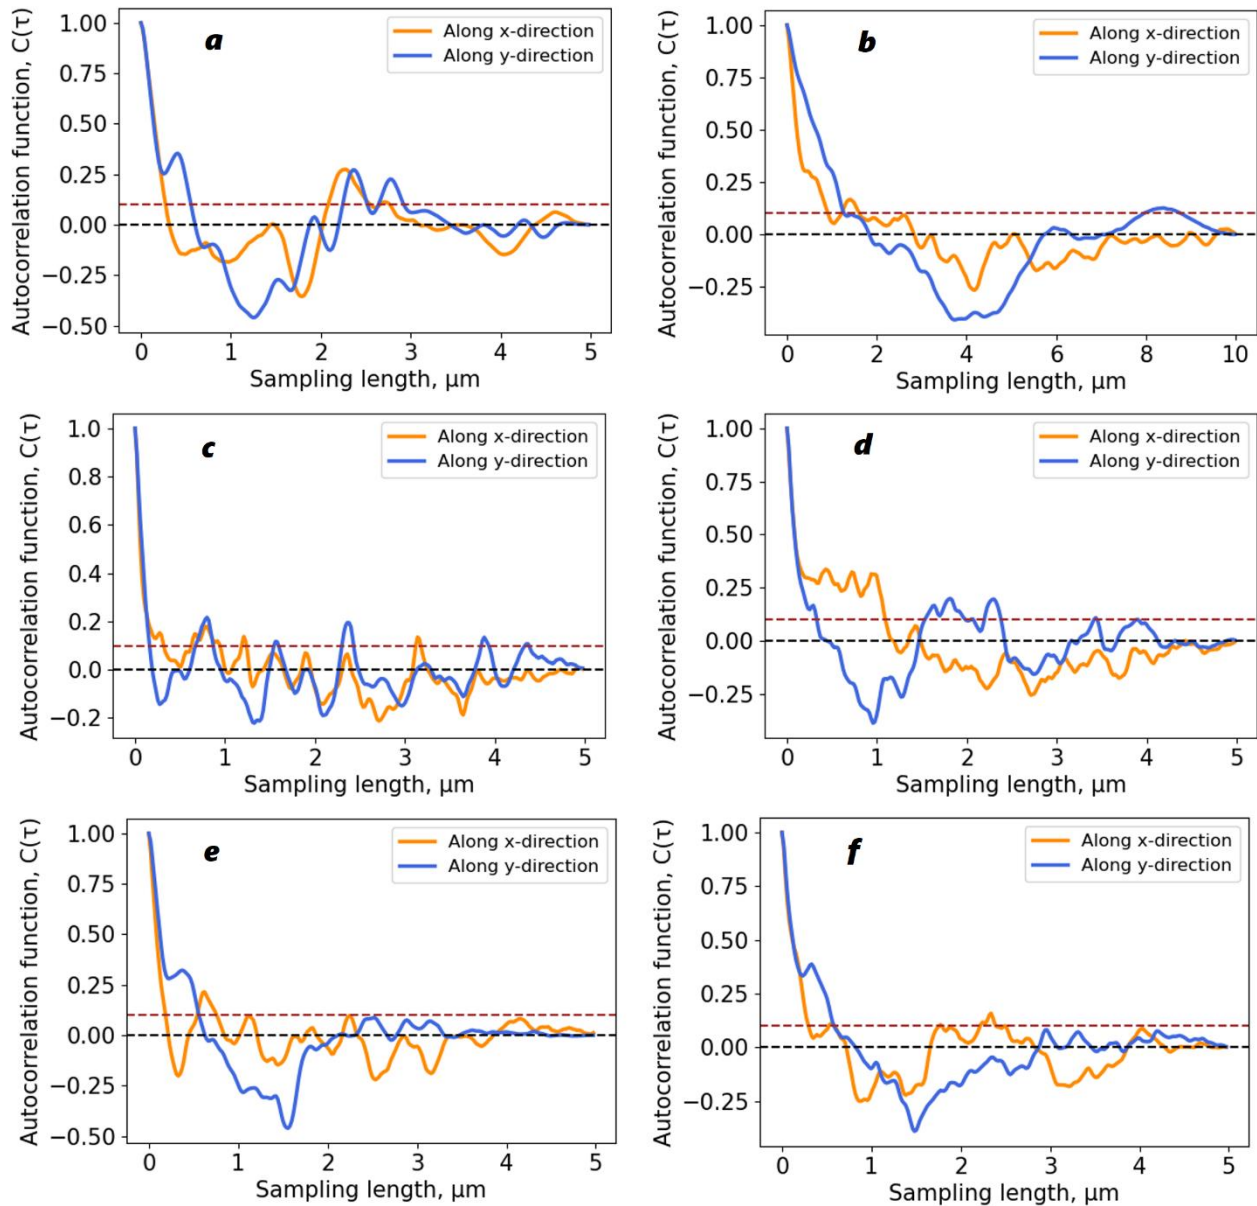 a
Autocorrelation function, C(τ)
1.00
0.75
0.50
0.25
0.00
−0.25
−0.50
0
1
2
3
4
5
Sampling length, μm
Along x-direction
Along y-direction
b
Autocorrelation function, C(τ)
1.00
0.75
0.50
0.25
0.00
−0.25
0
2
4
6
8
10
Sampling length, μm
Along x-direction
Along y-direction
c
Autocorrelation function, C(τ)
1.0
0.8
0.6
0.4
0.2
0.0
−0.2
0
1
2
3
4
5
Sampling length, μm
Along x-direction
Along y-direction
d
Autocorrelation function, C(τ)
1.00
0.75
0.50
0.25
0.00
−0.25
0
1
2
3
4
5
Sampling length, μm
Along x-direction
Along y-direction
e
Autocorrelation function, C(τ)
1.00
0.75
0.50
0.25
0.00
−0.25
−0.50
0
1
2
3
4
5
Sampling length, μm
Along x-direction
Along y-direction
f
Autocorrelation function, C(τ)
1.00
0.75
0.50
0.25
0.00
−0.25
0
1
2
3
4
5
Sampling length, μm
Along x-direction
Along y-direction